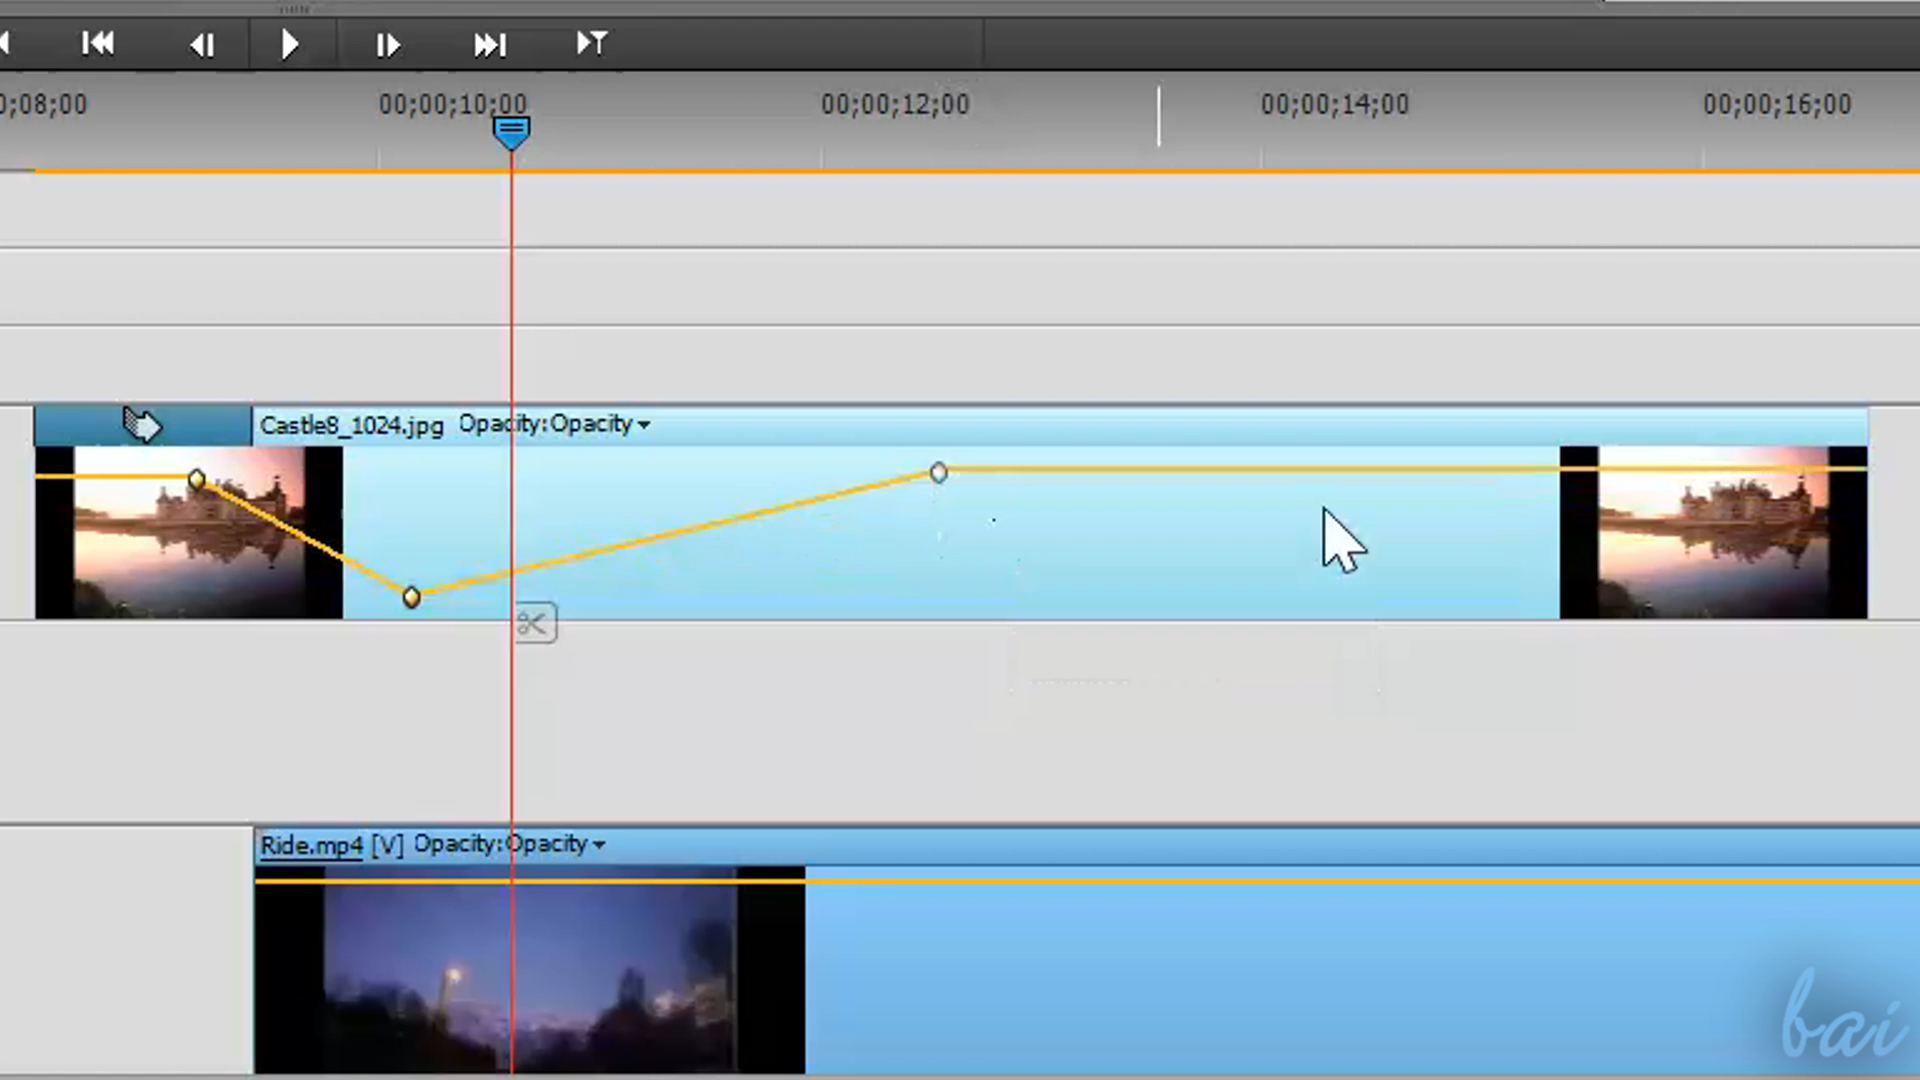 0;08;00 00;00;10;00 00;00;12;00 00;00;14;00 00;00;16;00
Castle8_1024.jpg Opacity:Opacity
Ride.mp4 [V] Opacity:Opacity
bai